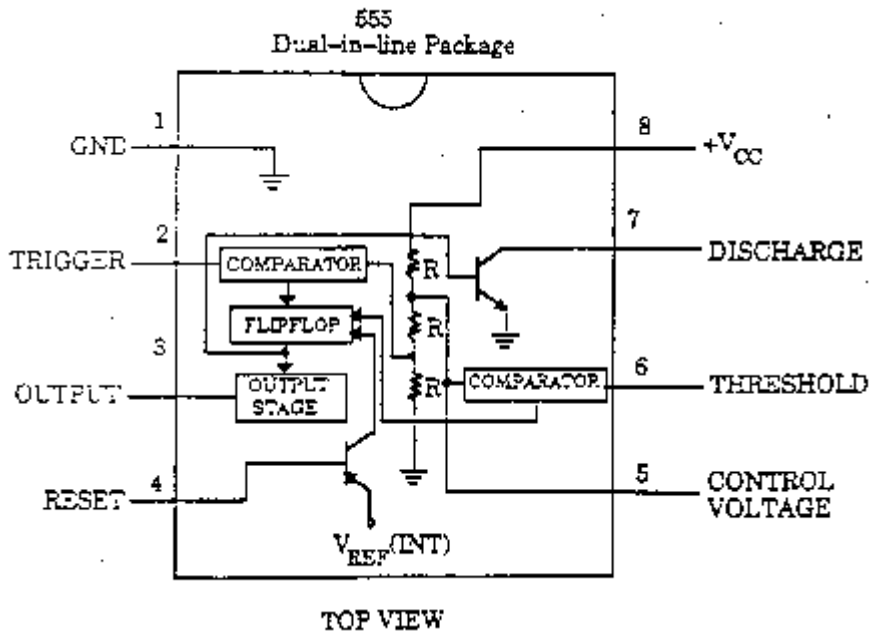 555
Dual-in-line Package
1
GND
8
+VCC
2
TRIGGER
7
DISCHARGE
COMPARATOR
R
FLIPFLOP
R
3
OUTPUT
OUTPUT
STAGE
R
COMPARATOR
6
THRESHOLD
4
RESET
5
CONTROL
VOLTAGE
VREF(INT)
TOP VIEW